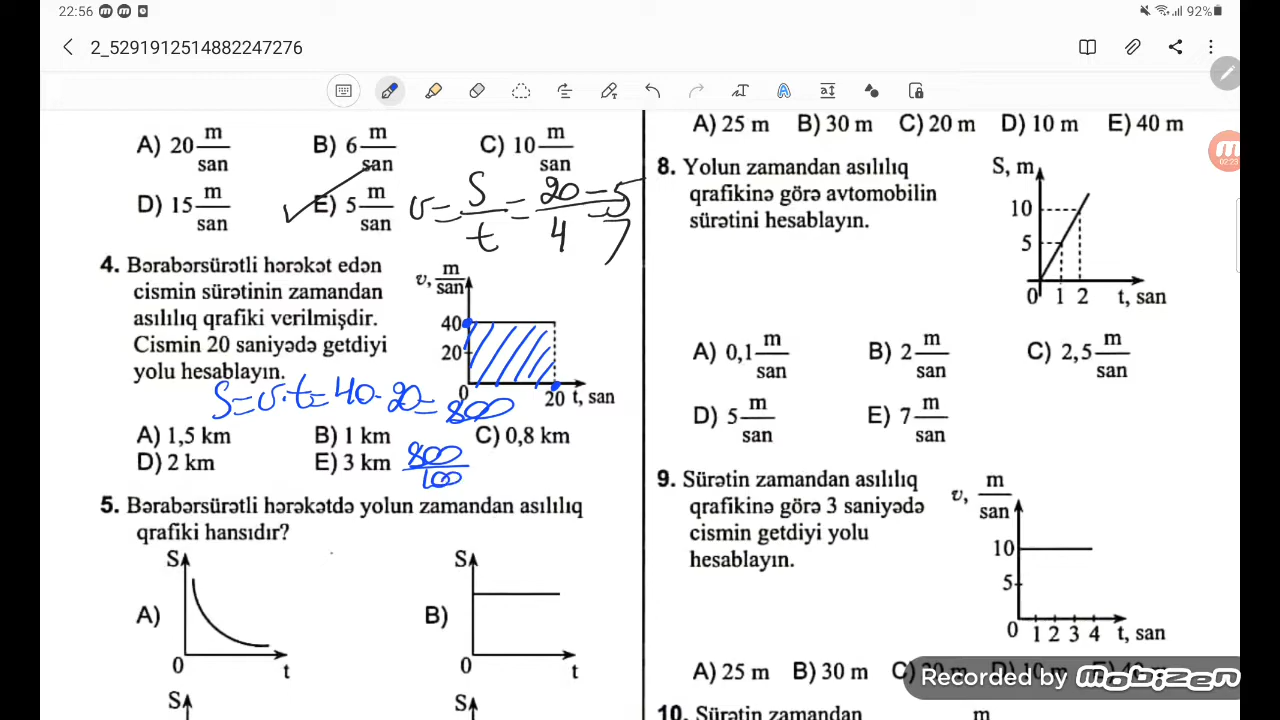 22:56
92%
2_5291912514882247276
A) 20 m/san B) 6 m/san C) 10 m/san
D) 15 m/san E) 5 m/san
v = S/t = 20/4 = 5
4. Bərabərsürətli hərəkət edən
cismin sürətinin zamandan
asılılıq qrafiki verilmişdir.
Cismin 20 saniyədə getdiyi
yolu hesablayın.
v, m/san
40
20
0 20 t, san
S=v·t=40·20=800
A) 1,5 km B) 1 km C) 0,8 km
D) 2 km E) 3 km
800/100
5. Bərabərsürətli hərəkətdə yolun zamandan asılılıq
qrafiki hansıdır?
A) S 0 t
B) S 0 t
S S
A) 25 m B) 30 m C) 20 m D) 10 m E) 40 m
8. Yolun zamandan asılılıq
qrafikinə görə avtomobilin
sürətini hesablayın.
S, m
10
5
0 1 2 t, san
A) 0,1 m/san B) 2 m/san C) 2,5 m/san
D) 5 m/san E) 7 m/san
9. Sürətin zamandan asılılıq
qrafikinə görə 3 saniyədə
cismin getdiyi yolu
hesablayın.
v, m/san
10
5
0 1 2 3 4 t, san
A) 25 m B) 30 m C) 20 m D) 10 m E) 40 m
10. Sürətin zamandan m
02:23
Recorded by mobizen